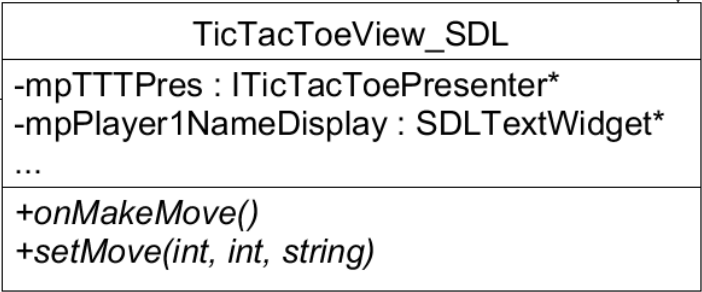 TicTacToeView_SDL
-mpTTTPres : ITicTacToePresenter*
-mpPlayer1NameDisplay : SDLTextWidget*
...
+onMakeMove()
+setMove(int, int, string)